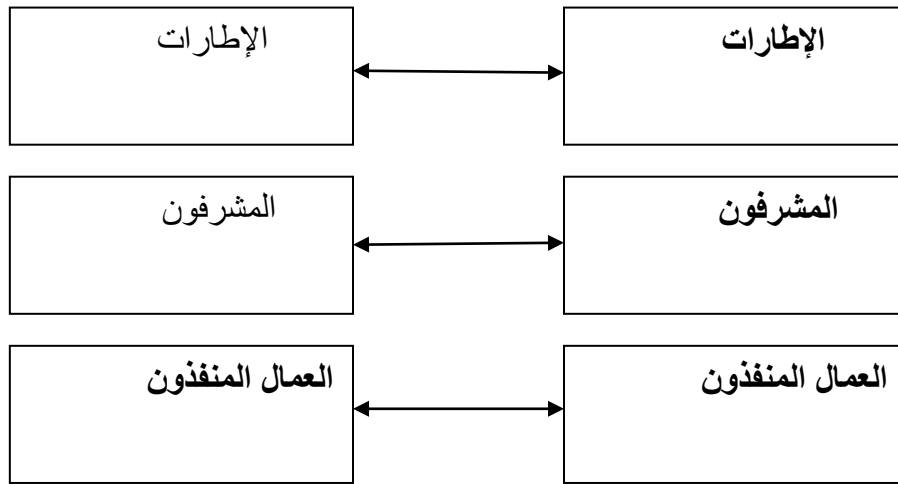 الإطارات
الإطارات
المشرفون
المشرفون
العمال المنفذون
العمال المنفذون